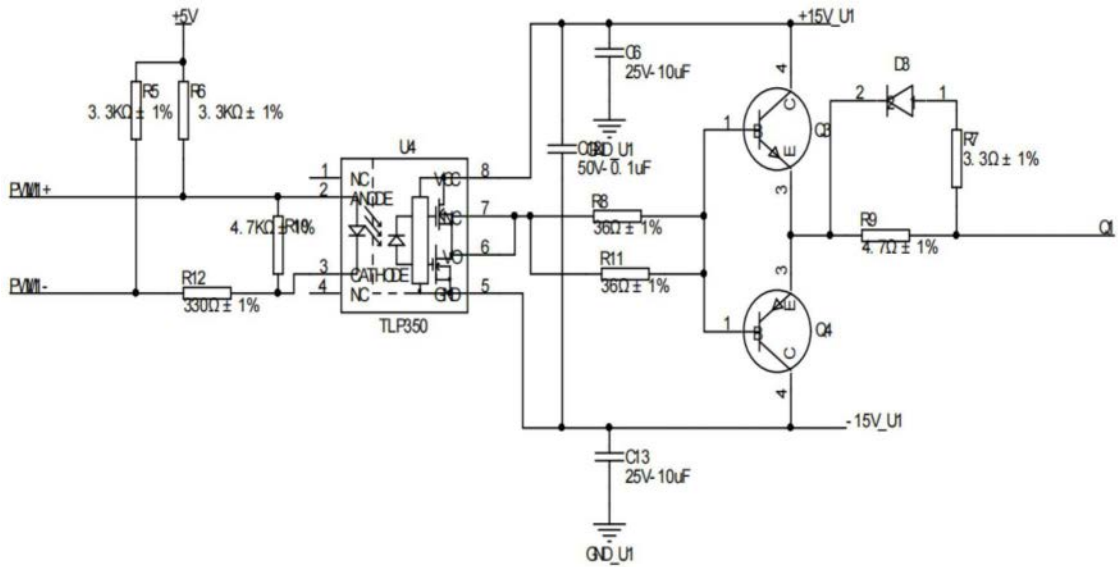 +5V
R5
3.3KΩ± 1%
R6
3.3KΩ± 1%
PWM1+
PWM1-
4.7KΩ± 1%
R10
R12
330Ω± 1%
U4
1
2
3
4
NC
ANODE
CATHODE
NC
VCC
NC
VO
GND
8
7
6
5
TLP350
+15V_U1
C6
25V-10uF
GND_U1
50V-0.1uF
R8
36Ω± 1%
R11
36Ω± 1%
4
C
1
B
Q3
E
3
3
E
1
B
Q4
C
4
D3
2
1
R7
3.3Ω± 1%
R9
4.7Ω± 1%
Q1
-15V_U1
C13
25V-10uF
GND_U1